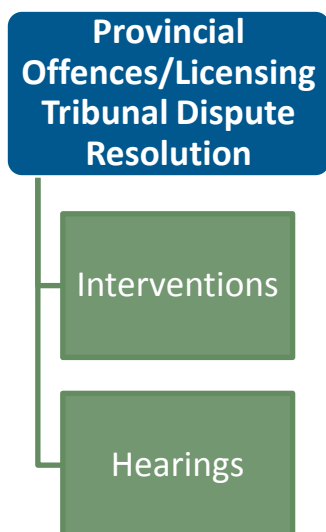 Provincial
Offences/Licensing
Tribunal Dispute
Resolution
Interventions
Hearings